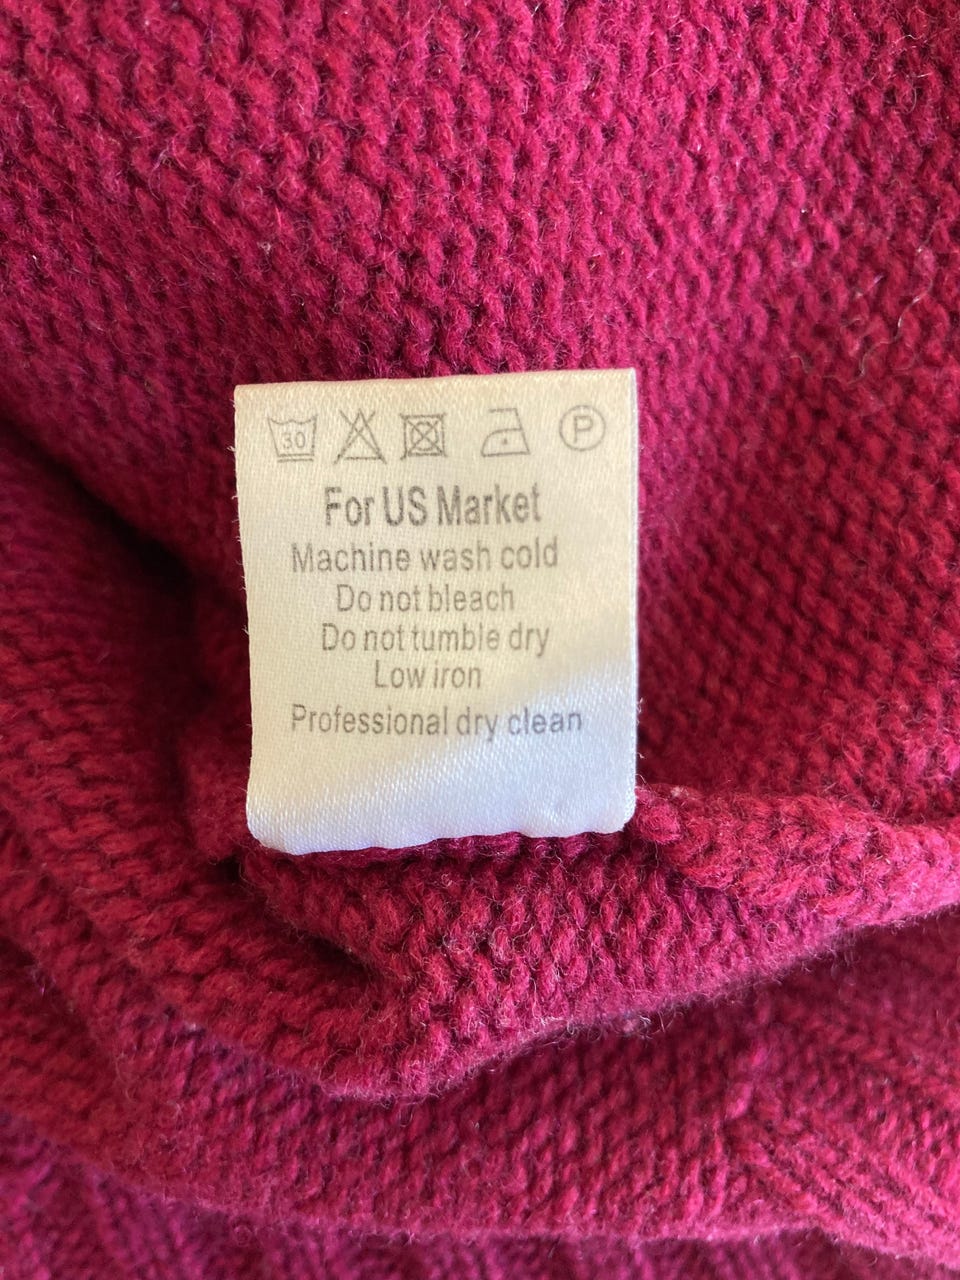 30 P
For US Market
Machine wash cold
Do not bleach
Do not tumble dry
Low iron
Professional dry clean